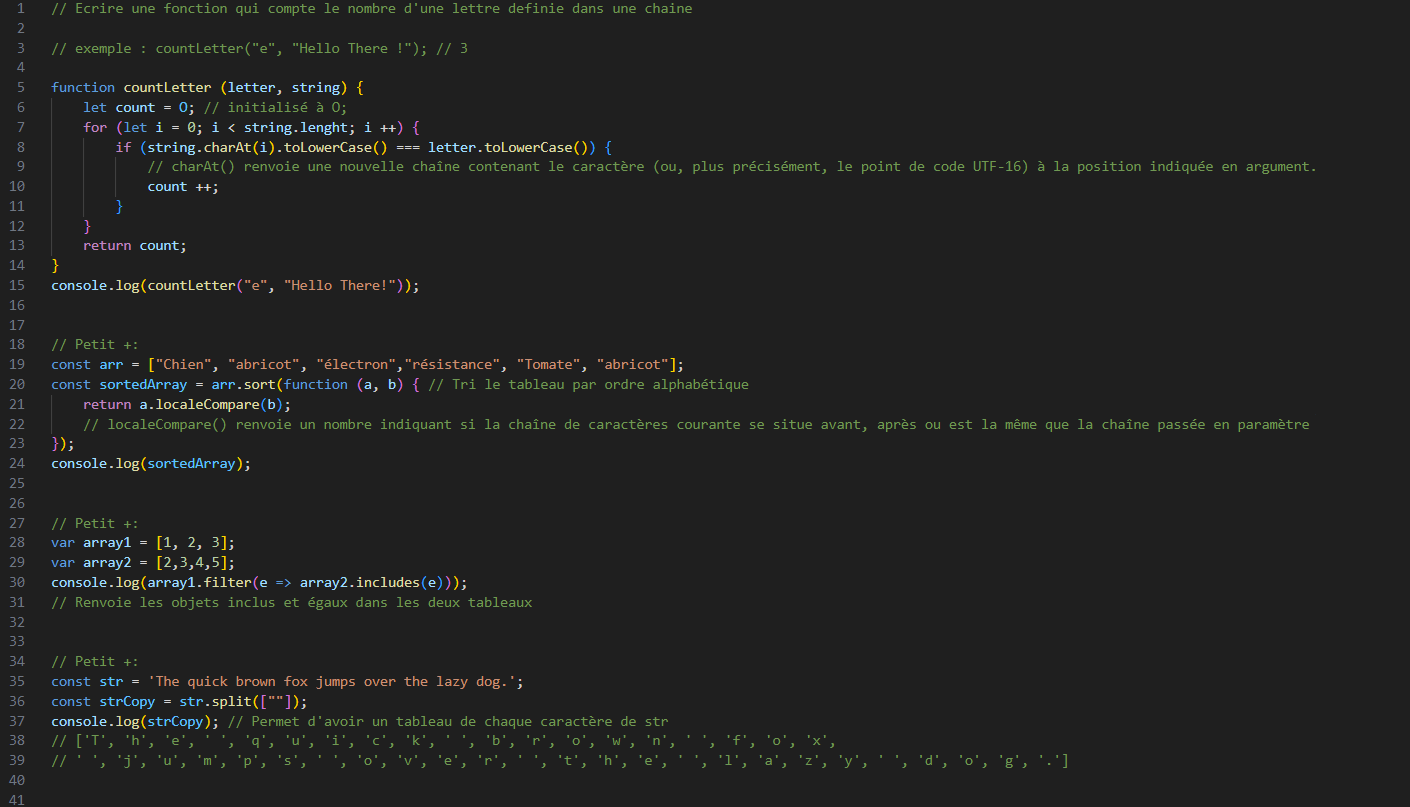 1 // Ecrire une fonction qui compte le nombre d'une lettre definie dans une chaine
2
3 // exemple : countLetter("e", "Hello There !"); // 3
4
5 function countLetter (letter, string) {
6     let count = O; // initialisé à O;
7     for (let i = 0; i < string.lenght; i ++) {
8         if (string.charAt(i).toLowerCase() === letter.toLowerCase()) {
9             // charAt() renvoie une nouvelle chaîne contenant le caractère (ou, plus précisément, le point de code UTF-16) à la position indiquée en argument.
10             count ++;
11         }
12     }
13     return count;
14 }
15 console.log(countLetter("e", "Hello There!"));
16
17
18 // Petit +:
19 const arr = ["Chien", "abricot", "électron","résistance", "Tomate", "abricot"];
20 const sortedArray = arr.sort(function (a, b) { // Tri le tableau par ordre alphabétique
21     return a.localeCompare(b);
22     // localeCompare() renvoie un nombre indiquant si la chaîne de caractères courante se situe avant, après ou est la même que la chaîne passée en paramètre
23 });
24 console.log(sortedArray);
25
26
27 // Petit +:
28 var array1 = [1, 2, 3];
29 var array2 = [2,3,4,5];
30 console.log(array1.filter(e => array2.includes(e)));
31 // Renvoie les objets inclus et égaux dans les deux tableaux
32
33
34 // Petit +:
35 const str = 'The quick brown fox jumps over the lazy dog.';
36 const strCopy = str.split([""]);
37 console.log(strCopy); // Permet d'avoir un tableau de chaque caractère de str
38 // ['T', 'h', 'e', ' ', 'q', 'u', 'i', 'c', 'k', ' ', 'b', 'r', 'o', 'w', 'n', ' ', 'f', 'o', 'x',
39 // ' ', 'j', 'u', 'm', 'p', 's', ' ', 'o', 'v', 'e', 'r', ' ', 't', 'h', 'e', ' ', 'l', 'a', 'z', 'y', ' ', 'd', 'o', 'g', '.']
40
41